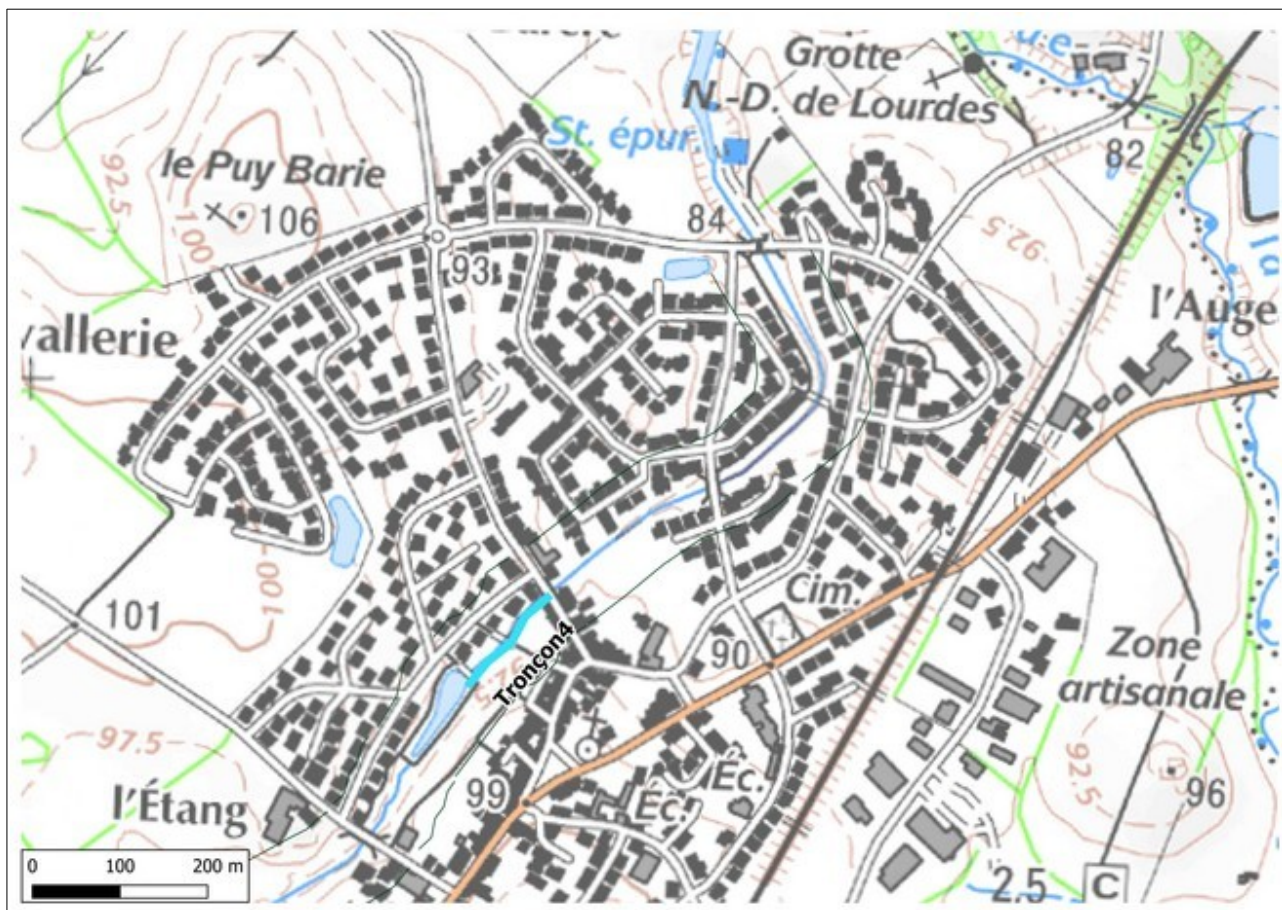 Grotte
N.-D. de Lourdes
St. épur.
82
92.5
le Puy Barie
100
106
92.5
84
93
l'Auge
vallerie
100
101
Cim.
Zone
artisanale
90
Tronçon4
97.5
92.5
96
l'Étang
99
Éc.
Éc.
2,5
C
0 100 200 m